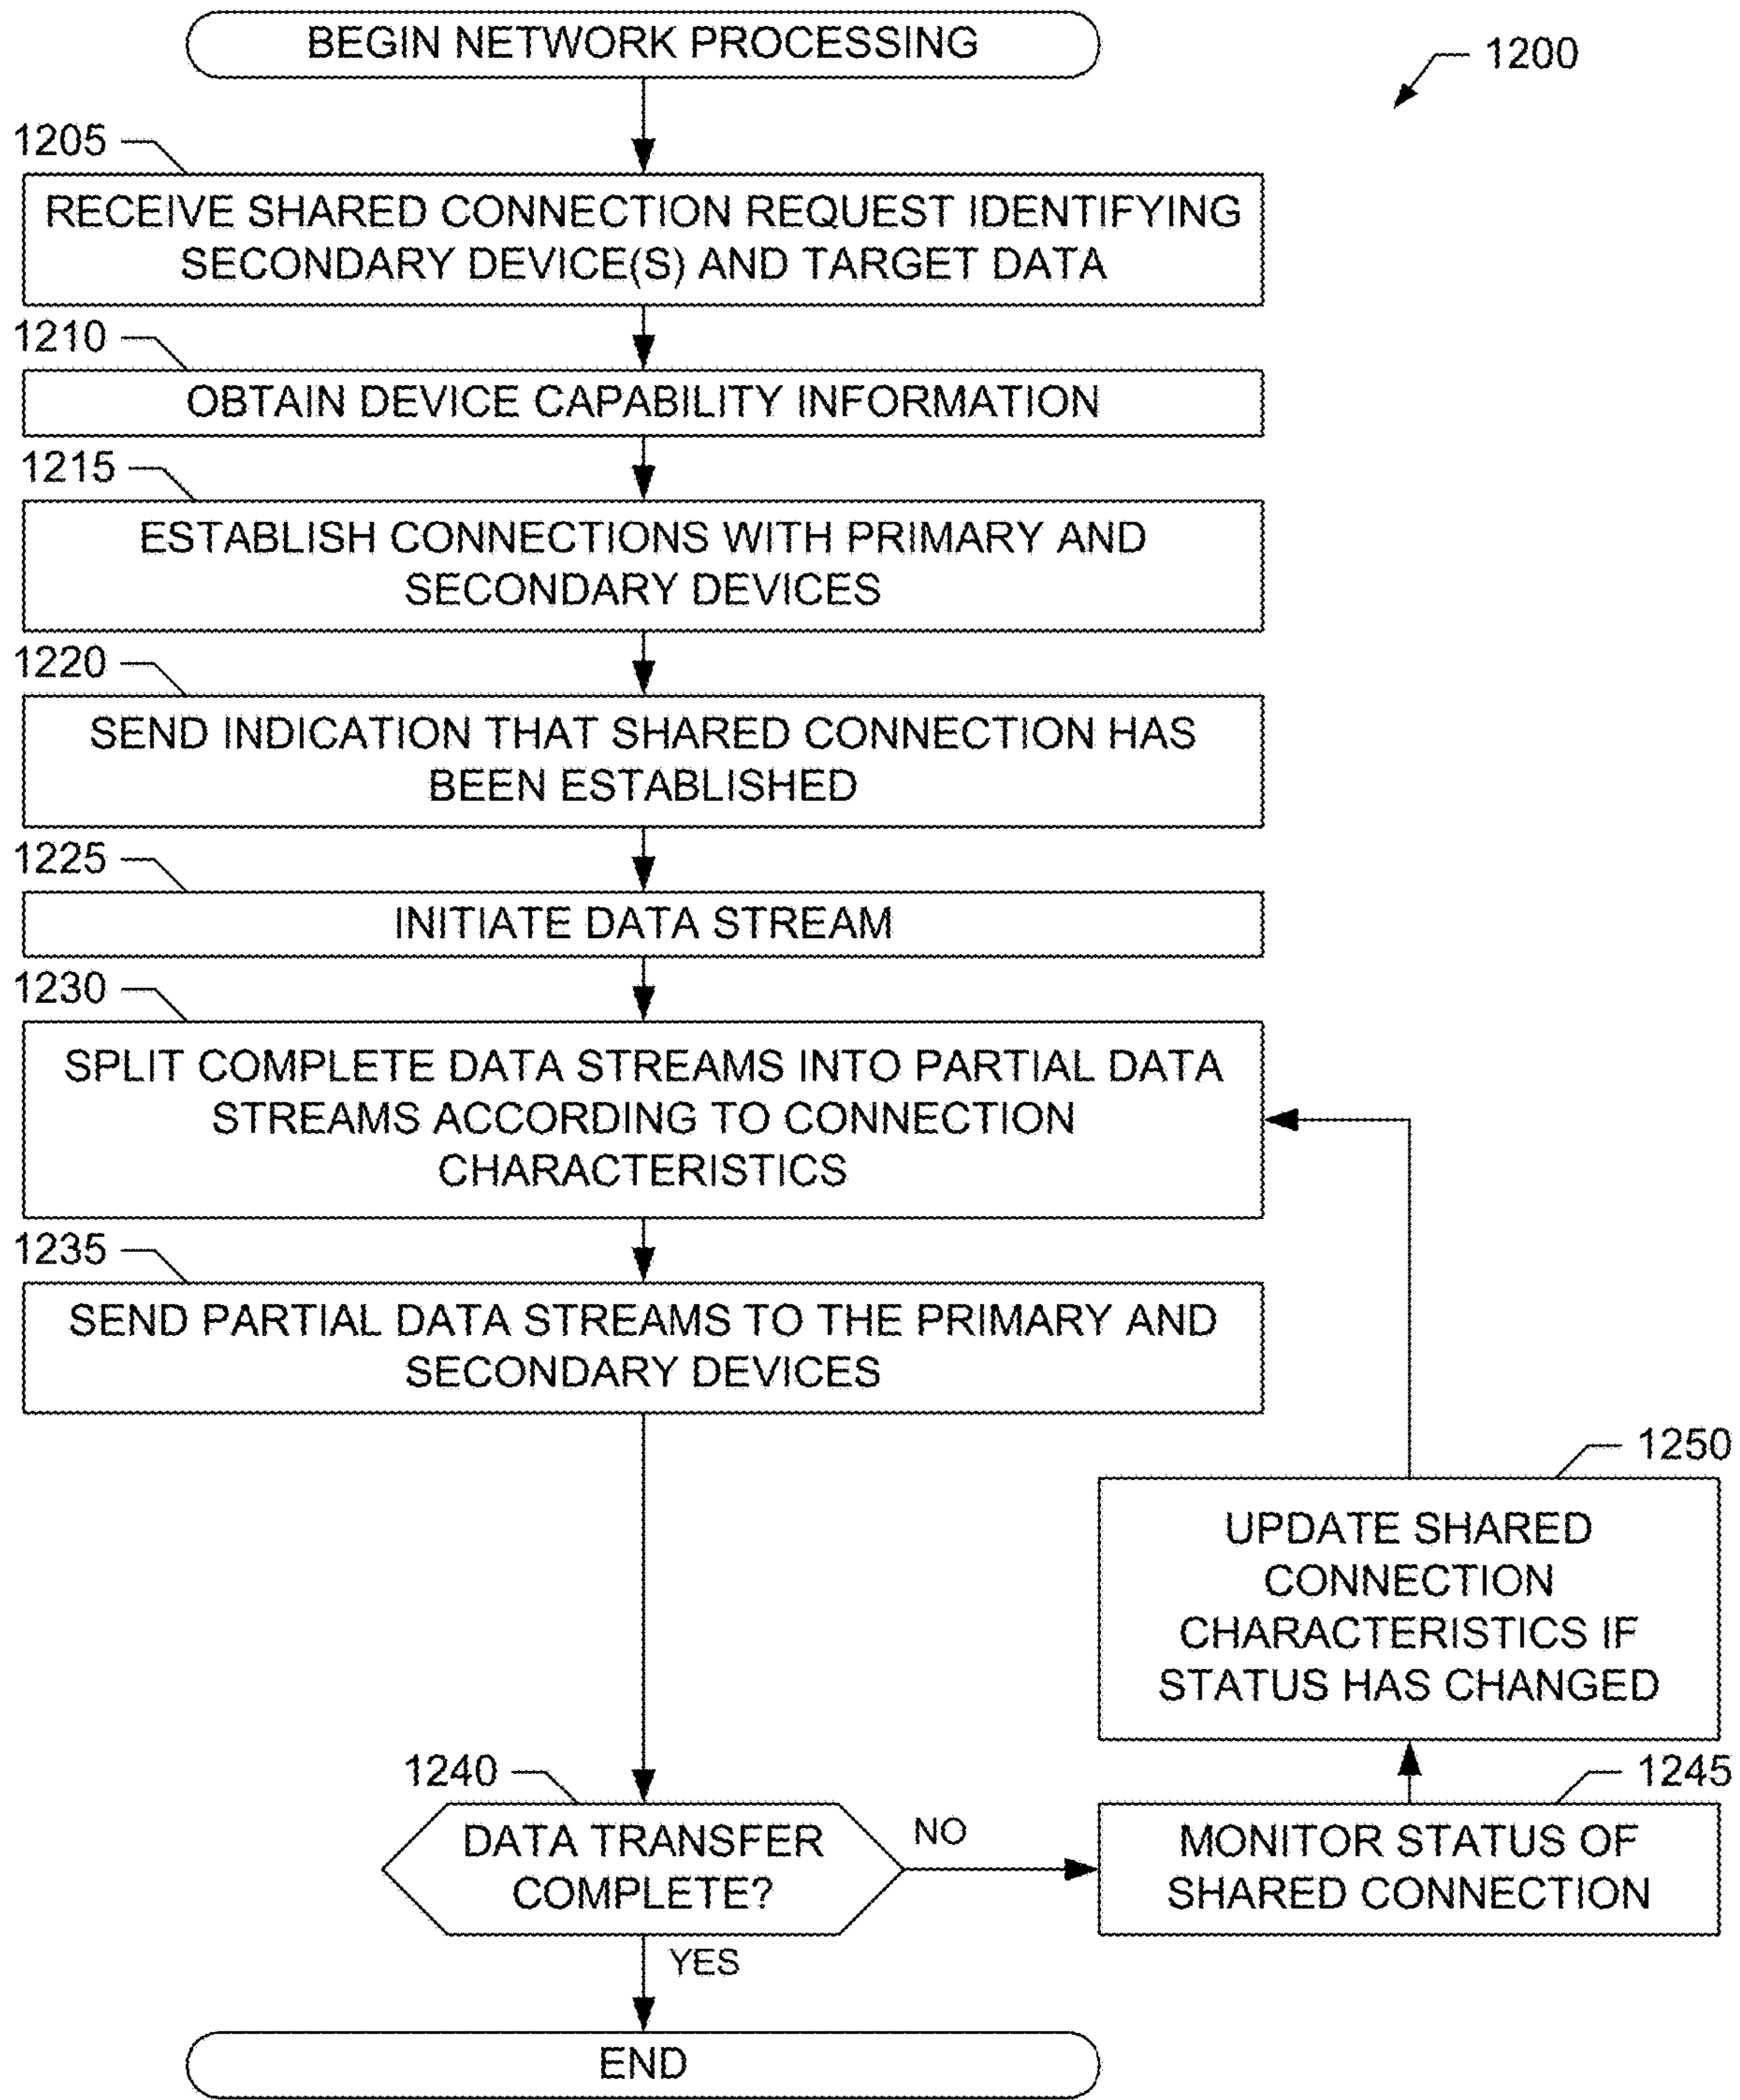 BEGIN NETWORK PROCESSING
1200
1205
RECEIVE SHARED CONNECTION REQUEST IDENTIFYING
SECONDARY DEVICE(S) AND TARGET DATA
1210
OBTAIN DEVICE CAPABILITY INFORMATION
1215
ESTABLISH CONNECTIONS WITH PRIMARY AND
SECONDARY DEVICES
1220
SEND INDICATION THAT SHARED CONNECTION HAS
BEEN ESTABLISHED
1225
INITIATE DATA STREAM
1230
SPLIT COMPLETE DATA STREAMS INTO PARTIAL DATA
STREAMS ACCORDING TO CONNECTION
CHARACTERISTICS
1235
SEND PARTIAL DATA STREAMS TO THE PRIMARY AND
SECONDARY DEVICES
1250
UPDATE SHARED
CONNECTION
CHARACTERISTICS IF
STATUS HAS CHANGED
1240
DATA TRANSFER
COMPLETE?
NO
1245
MONITOR STATUS OF
SHARED CONNECTION
YES
END